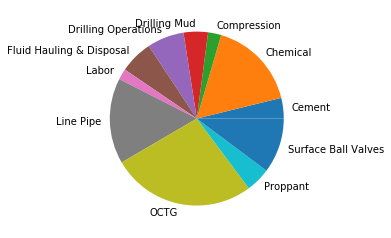 Drilling Mud
Compression
Drilling Operations
Fluid Hauling & Disposal
Chemical
Labor
Cement
Line Pipe
Surface Ball Valves
Proppant
OCTG